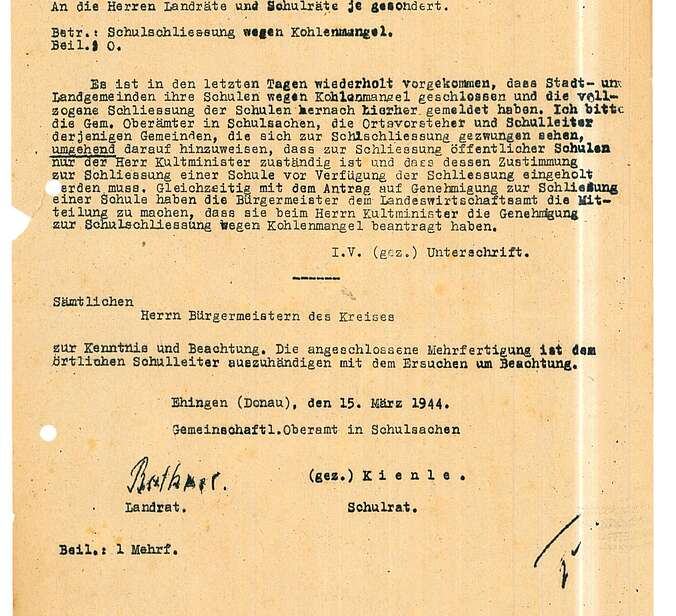 An die Herren Landräte und Schulräte je gesondert.
Betr.: Schulschliessung wegen Kohlenmangel.
Beil.: 0.
Es ist in den letzten Tagen wiederholt vorgekommen, dass Stadt- und
Landgemeinden ihre Schulen wegen Kohlenmangel geschlossen und die voll-
zogene Schliessung der Schulen hernach hierher gemeldet haben. Ich bitte
die Gem. Oberämter in Schulsachen, die Ortsvorsteher und Schulleiter
derjenigen Gemeinden, die sich zur Schlschliessung gezwungen sehen,
umgehend darauf hinzuweisen, dass zur Schliessung öffentlicher Schulen
nur der Herr Kultminister zuständig ist und dass dessen Zustimmung
zur Schliessung einer Schule vor Verfügung der Schliessung eingeholt
werden muss. Gleichzeitig mit dem Antrag auf Genehmigung zur Schließung
einer Schule haben die Bürgermeister dem Landeswirtschaftsamt die Mit-
teilung zu machen, dass sie beim Herrn Kultminister die Genehmigung
zur Schulschliessung wegen Kohlenmangel beantragt haben.
I.V. (gez.) Unterschrift.
Sämtlichen
Herrn Bürgermeistern des Kreises
zur Kenntnis und Beachtung. Die angeschlossene Mehrfertigung ist dem
örtlichen Schulleiter auszuhändigen mit dem Ersuchen um Beachtung.
Ehingen (Donau), den 15. März 1944.
Gemeinschaftl.Oberamt in Schulsachen
(gez.) Kienle.
Landrat. Schulrat.
Beil.: 1 Mehrf.